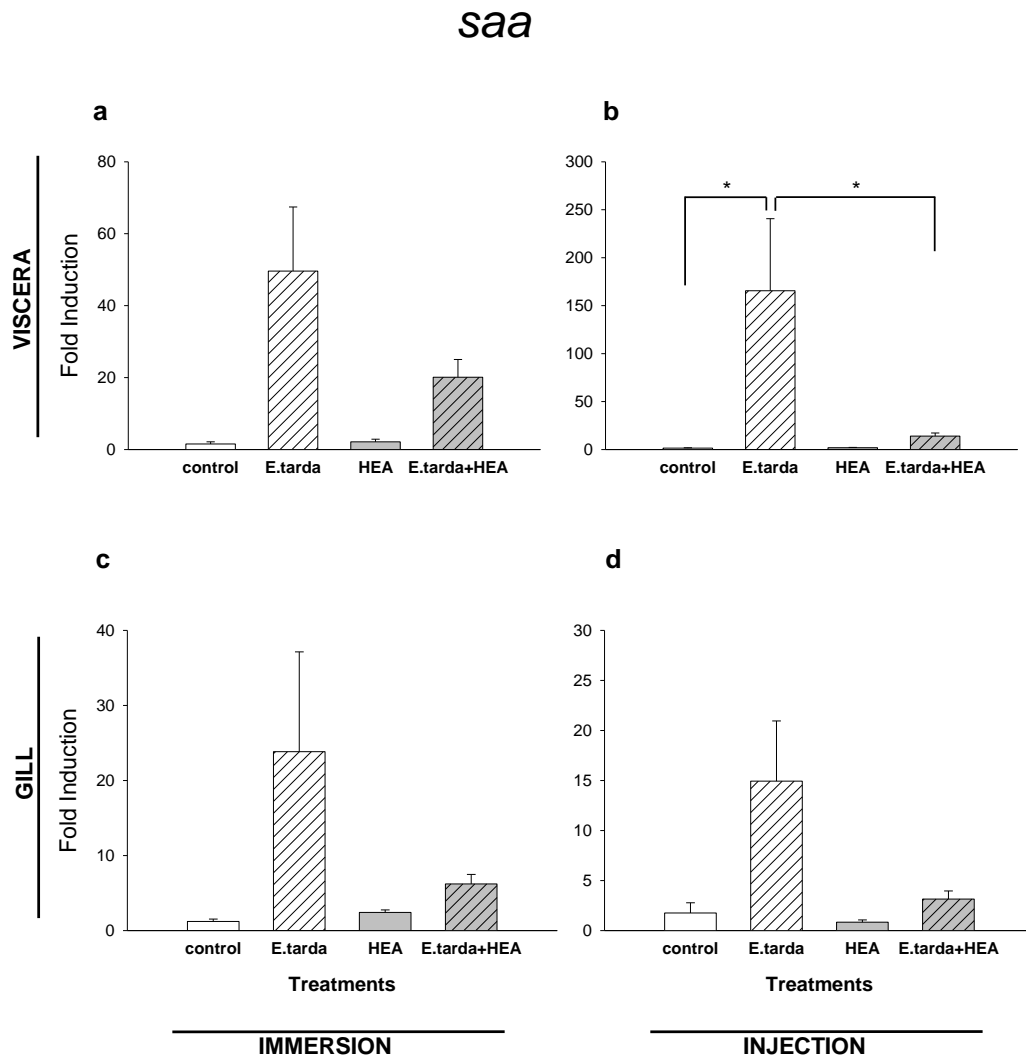 saa
a
VISCERA
Fold Induction
80
60
40
20
0
control E.tarda HEA E.tarda+HEA
b
300
250
200
150
100
50
0
* *
control E.tarda HEA E.tarda+HEA
c
GILL
Fold Induction
40
30
20
10
0
control E.tarda HEA E.tarda+HEA
Treatments
IMMERSION
d
30
25
20
15
10
5
0
control E.tarda HEA E.tarda+HEA
Treatments
INJECTION